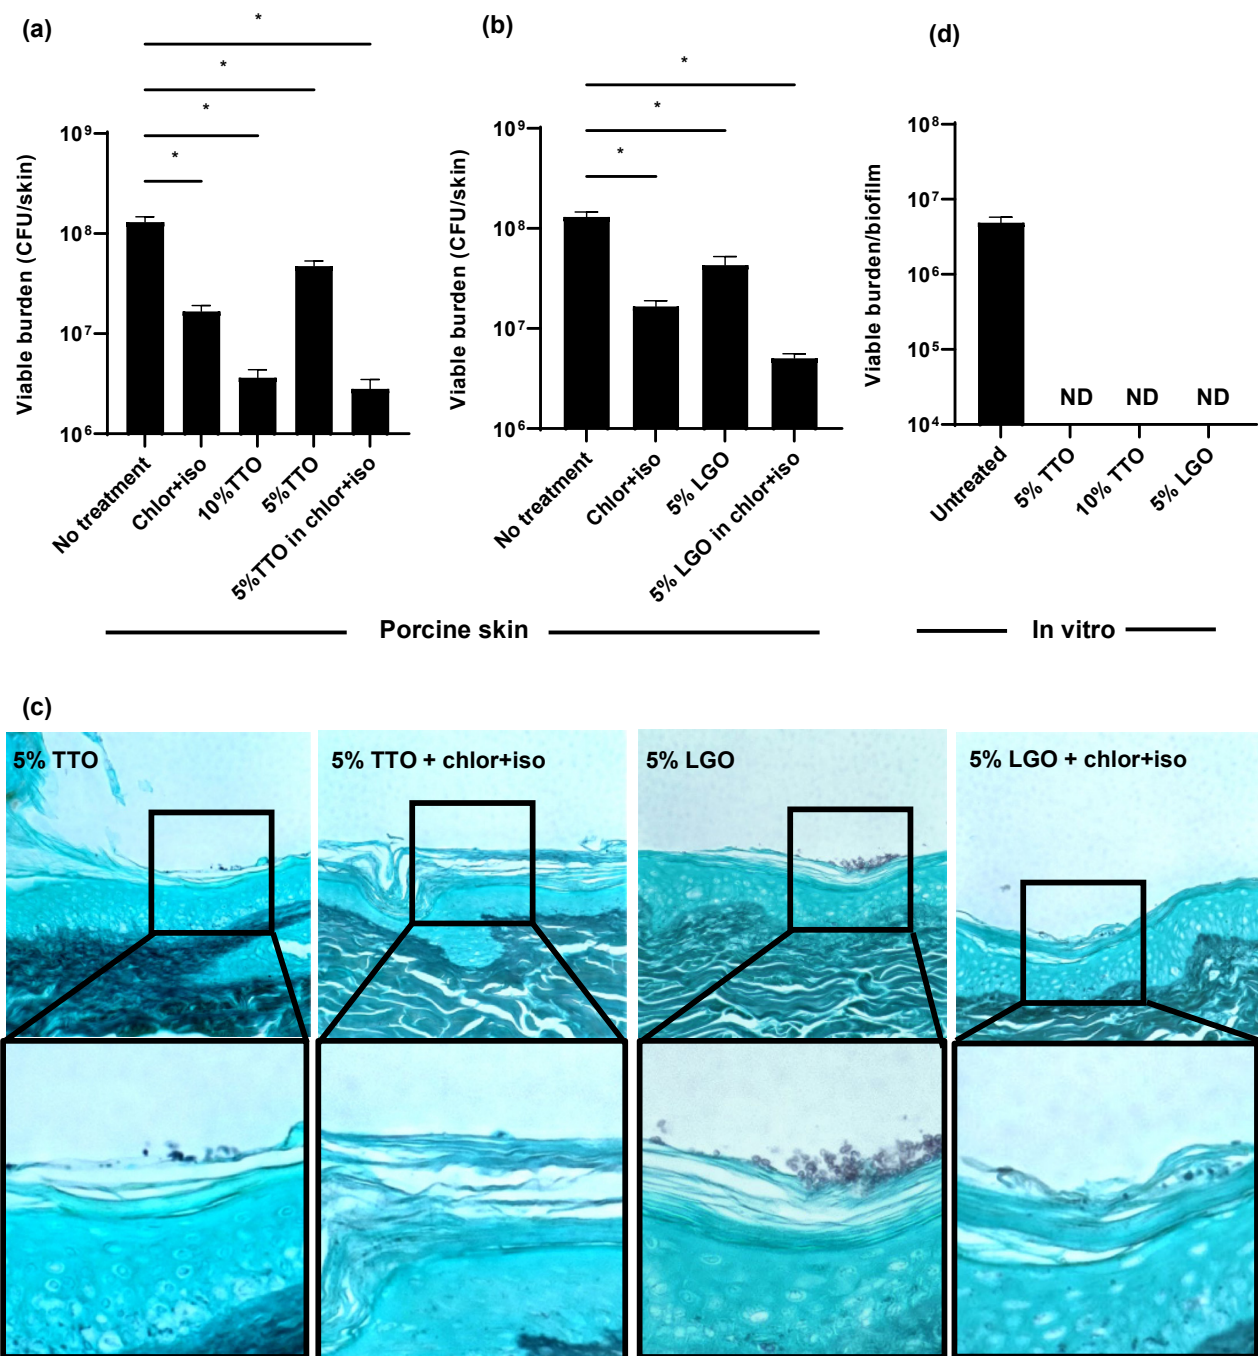 (a)
*
*
*
*
10⁹
10⁸
10⁷
10⁶
Viable burden (CFU/skin)
No treatment
Chlor+iso
10%TTO
5%TTO
5%TTO in chlor+iso
(b)
*
*
*
10⁹
10⁸
10⁷
10⁶
Viable burden (CFU/skin)
No treatment
Chlor+iso
5% LGO
5% LGO in chlor+iso
(d)
10⁸
10⁷
10⁶
10⁵
10⁴
Viable burden/biofilm
ND
ND
ND
Untreated
5% TTO
10% TTO
5% LGO
Porcine skin
In vitro
(c)
5% TTO
5% TTO + chlor+iso
5% LGO
5% LGO + chlor+iso